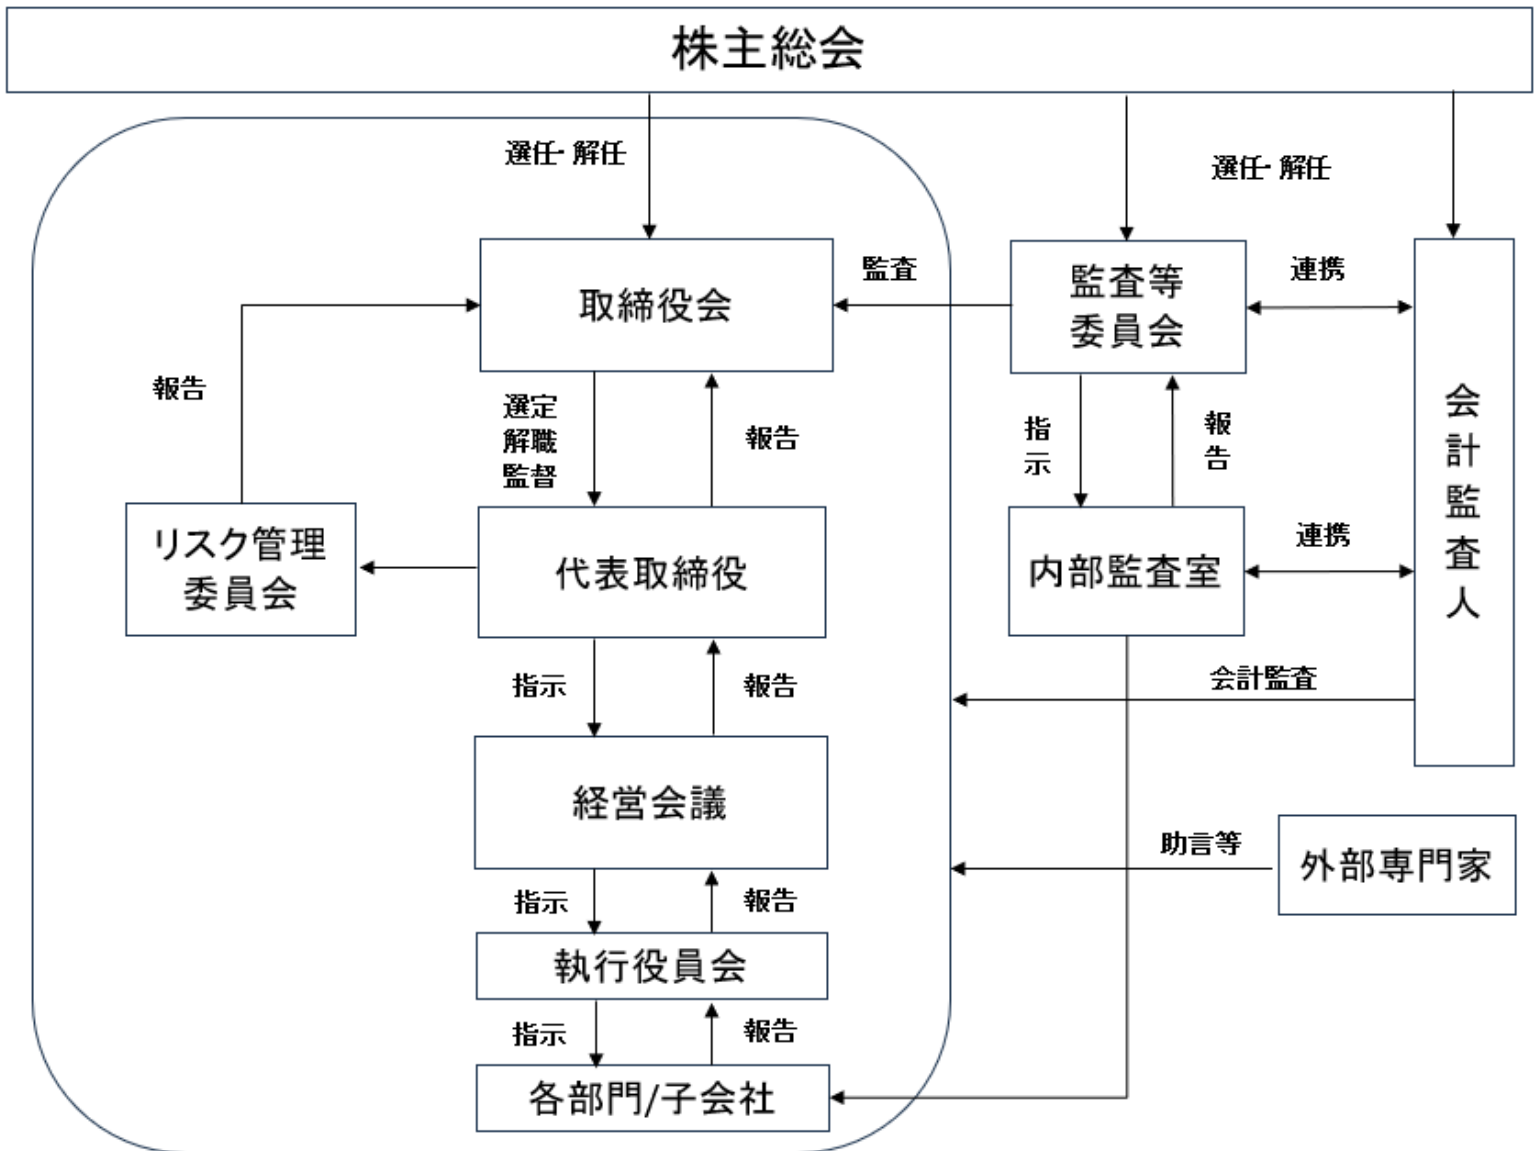 株主総会
選任・解任
選任・解任
取締役会
監査
監査等
委員会
連携
会
計
監
査
人
報告
選定
解職
監督
報告
指
示
報
告
リスク管理
委員会
代表取締役
内部監査室
連携
指示
報告
会計監査
経営会議
助言等
外部専門家
指示
報告
執行役員会
指示
報告
各部門/子会社